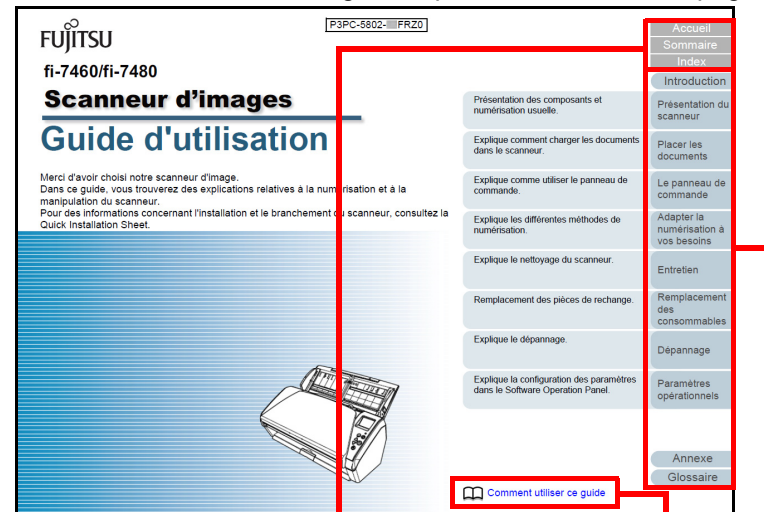 FUJITSU
P3PC-5802- FRZ0
fi-7460/fi-7480
Scanneur d'images
Guide d'utilisation
Merci d'avoir choisi notre scanneur d'image.
Dans ce guide, vous trouverez des explications relatives à la numérisation et à la
manipulation du scanneur.
Pour des informations concernant l'installation et le branchement du scanneur, consultez la
Quick Installation Sheet.
Accueil
Sommaire
Index
Introduction
Présentation des composants et
numérisation usuelle.
Présentation du
scanneur
Explique comment charger les documents
dans le scanneur.
Placer les
documents
Explique comme utiliser le panneau de
commande.
Le panneau de
commande
Explique les différentes méthodes de
numérisation.
Adapter la
numérisation à
vos besoins
Explique le nettoyage du scanneur.
Entretien
Remplacement des pièces de rechange.
Remplacement
des
consommables
Explique le dépannage.
Dépannage
Explique la configuration des paramètres
dans le Software Operation Panel.
Paramètres
opérationnels
Annexe
Glossaire
Comment utiliser ce guide